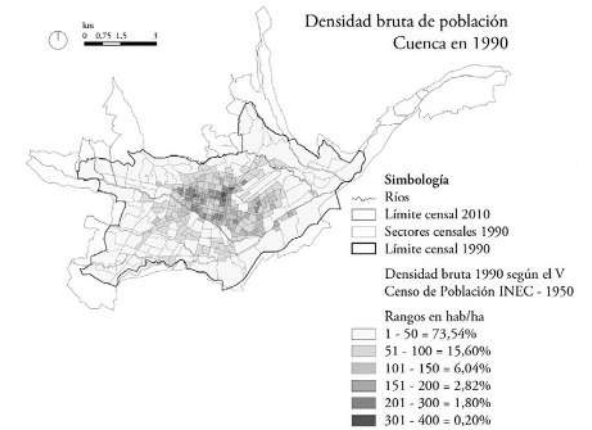 Densidad bruta de población
Cuenca en 1990
0 0,75 1,5 3
Simbología
Ríos
Límite censal 2010
Sectores censales 1990
Límite censal 1990
Densidad bruta 1990 según el V
Censo de Población INEC - 1950
Rangos en hab/ha
1 - 50 = 73,54%
51 - 100 = 15,60%
101 - 150 = 6,04%
151 - 200 = 2,82%
201 - 300 = 1,80%
301 - 400 = 0,20%